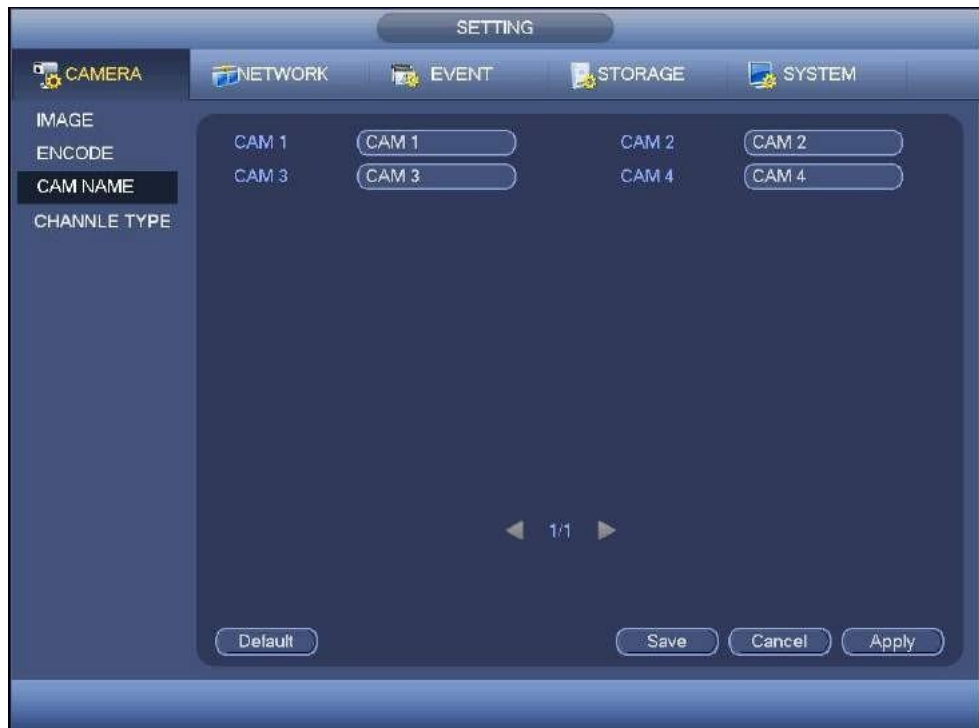 SETTING
CAMERA NETWORK EVENT STORAGE SYSTEM
IMAGE
ENCODE
CAM NAME
CHANNLE TYPE
CAM 1 CAM 1 CAM 2 CAM 2
CAM 3 CAM 3 CAM 4 CAM 4
1/1
Default Save Cancel Apply